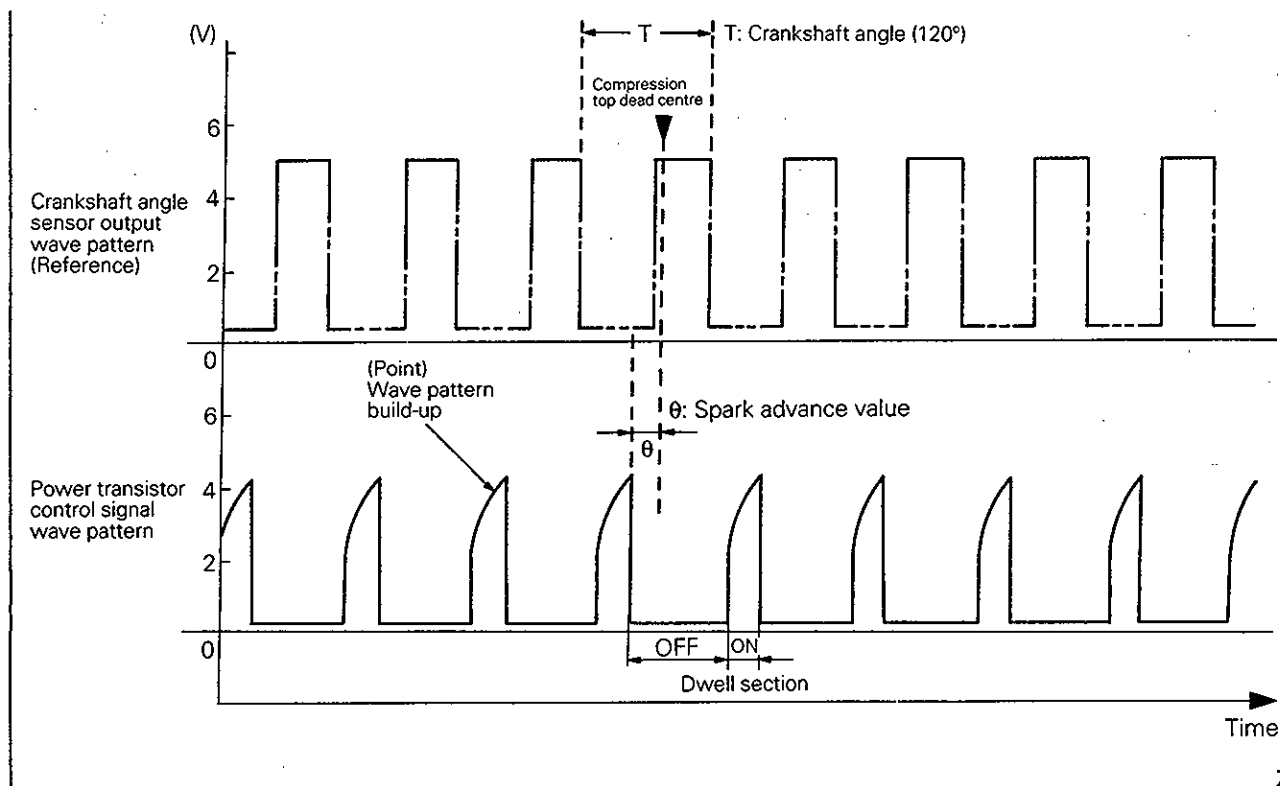 (V)
T
T: Crankshaft angle (120°)
Compression
top dead centre
6
4
2
0
Crankshaft angle
sensor output
wave pattern
(Reference)
(Point)
Wave pattern
build-up
θ: Spark advance value
θ
6
4
2
0
Power transistor
control signal
wave pattern
OFF
ON
Dwell section
Time